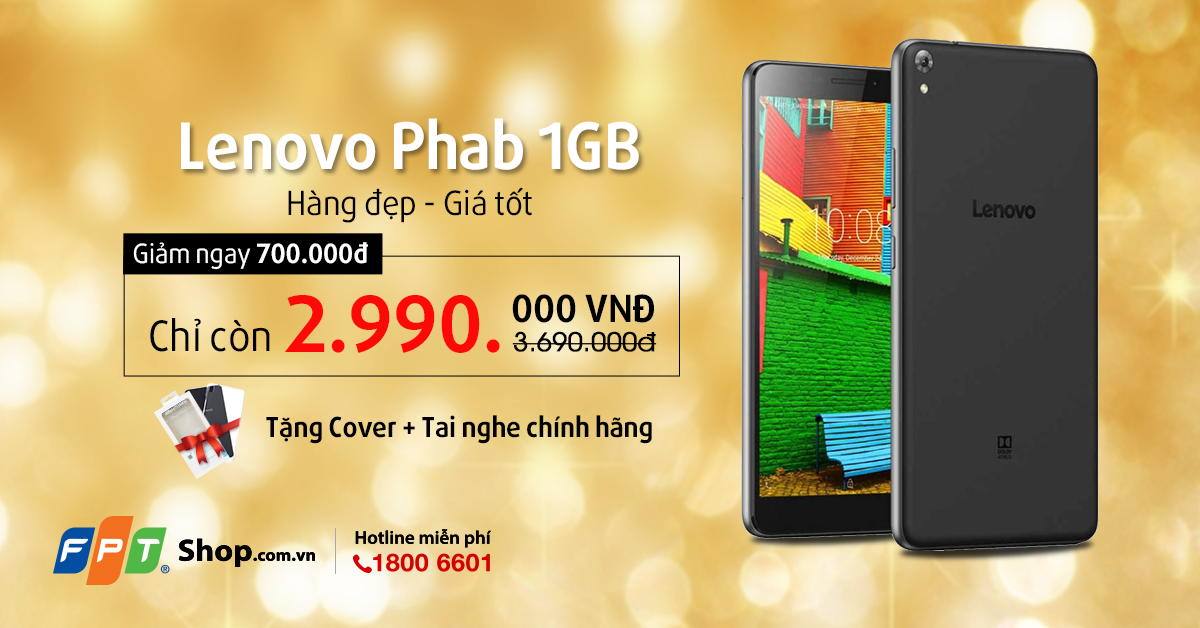 Lenovo Phab 1GB
Hàng đẹp - Giá tốt
Giảm ngay 700.000đ
Chỉ còn 2.990.000 VNĐ
3.690.000đ
Tặng Cover + Tai nghe chính hãng
FPT® Shop.com.vn
Hotline miễn phí
1800 6601
10:08
Lenovo
DOLBY
ATMOS